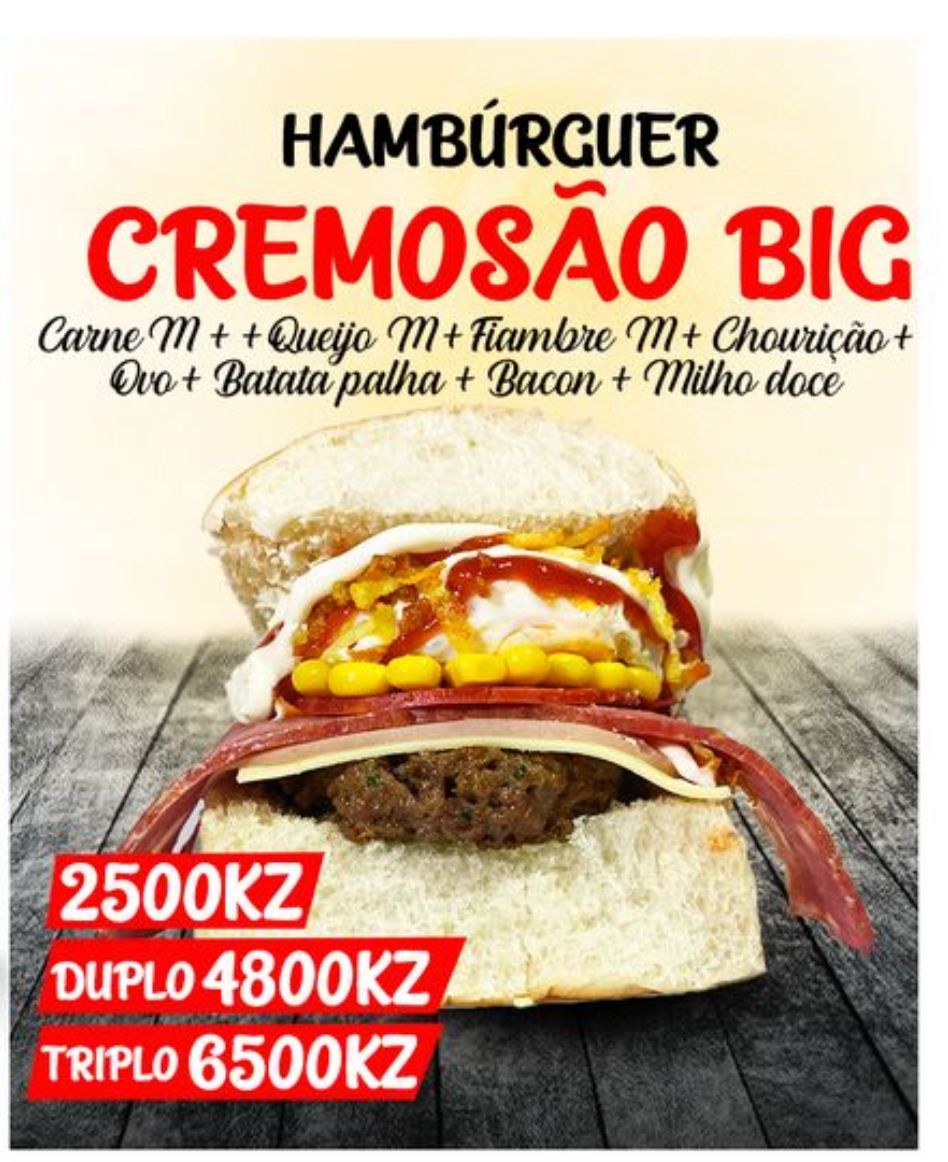 HAMBÚRGUER
CREMOSÃO BIG
Carne M + +Queijo M+ Fiambre M+ Chourição+
Ovo+ Batata palha + Bacon + Milho doce
2500KZ
DUPLO 4800KZ
TRIPLO 6500KZ